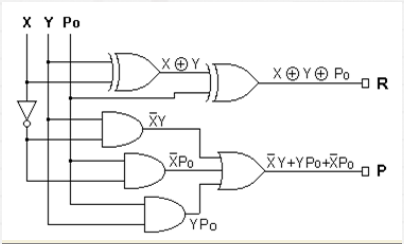 X Y Po
X ⊕ Y
X ⊕ Y ⊕ Po
R
X̅Y
X̅Po
X̅Y+YPo+X̅Po
P
YPo